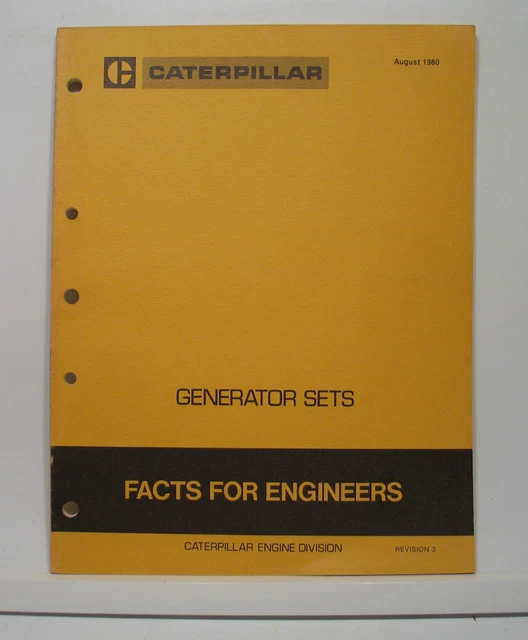 C CATERPILLAR
August 1980
GENERATOR SETS
FACTS FOR ENGINEERS
CATERPILLAR ENGINE DIVISION
REVISION 3